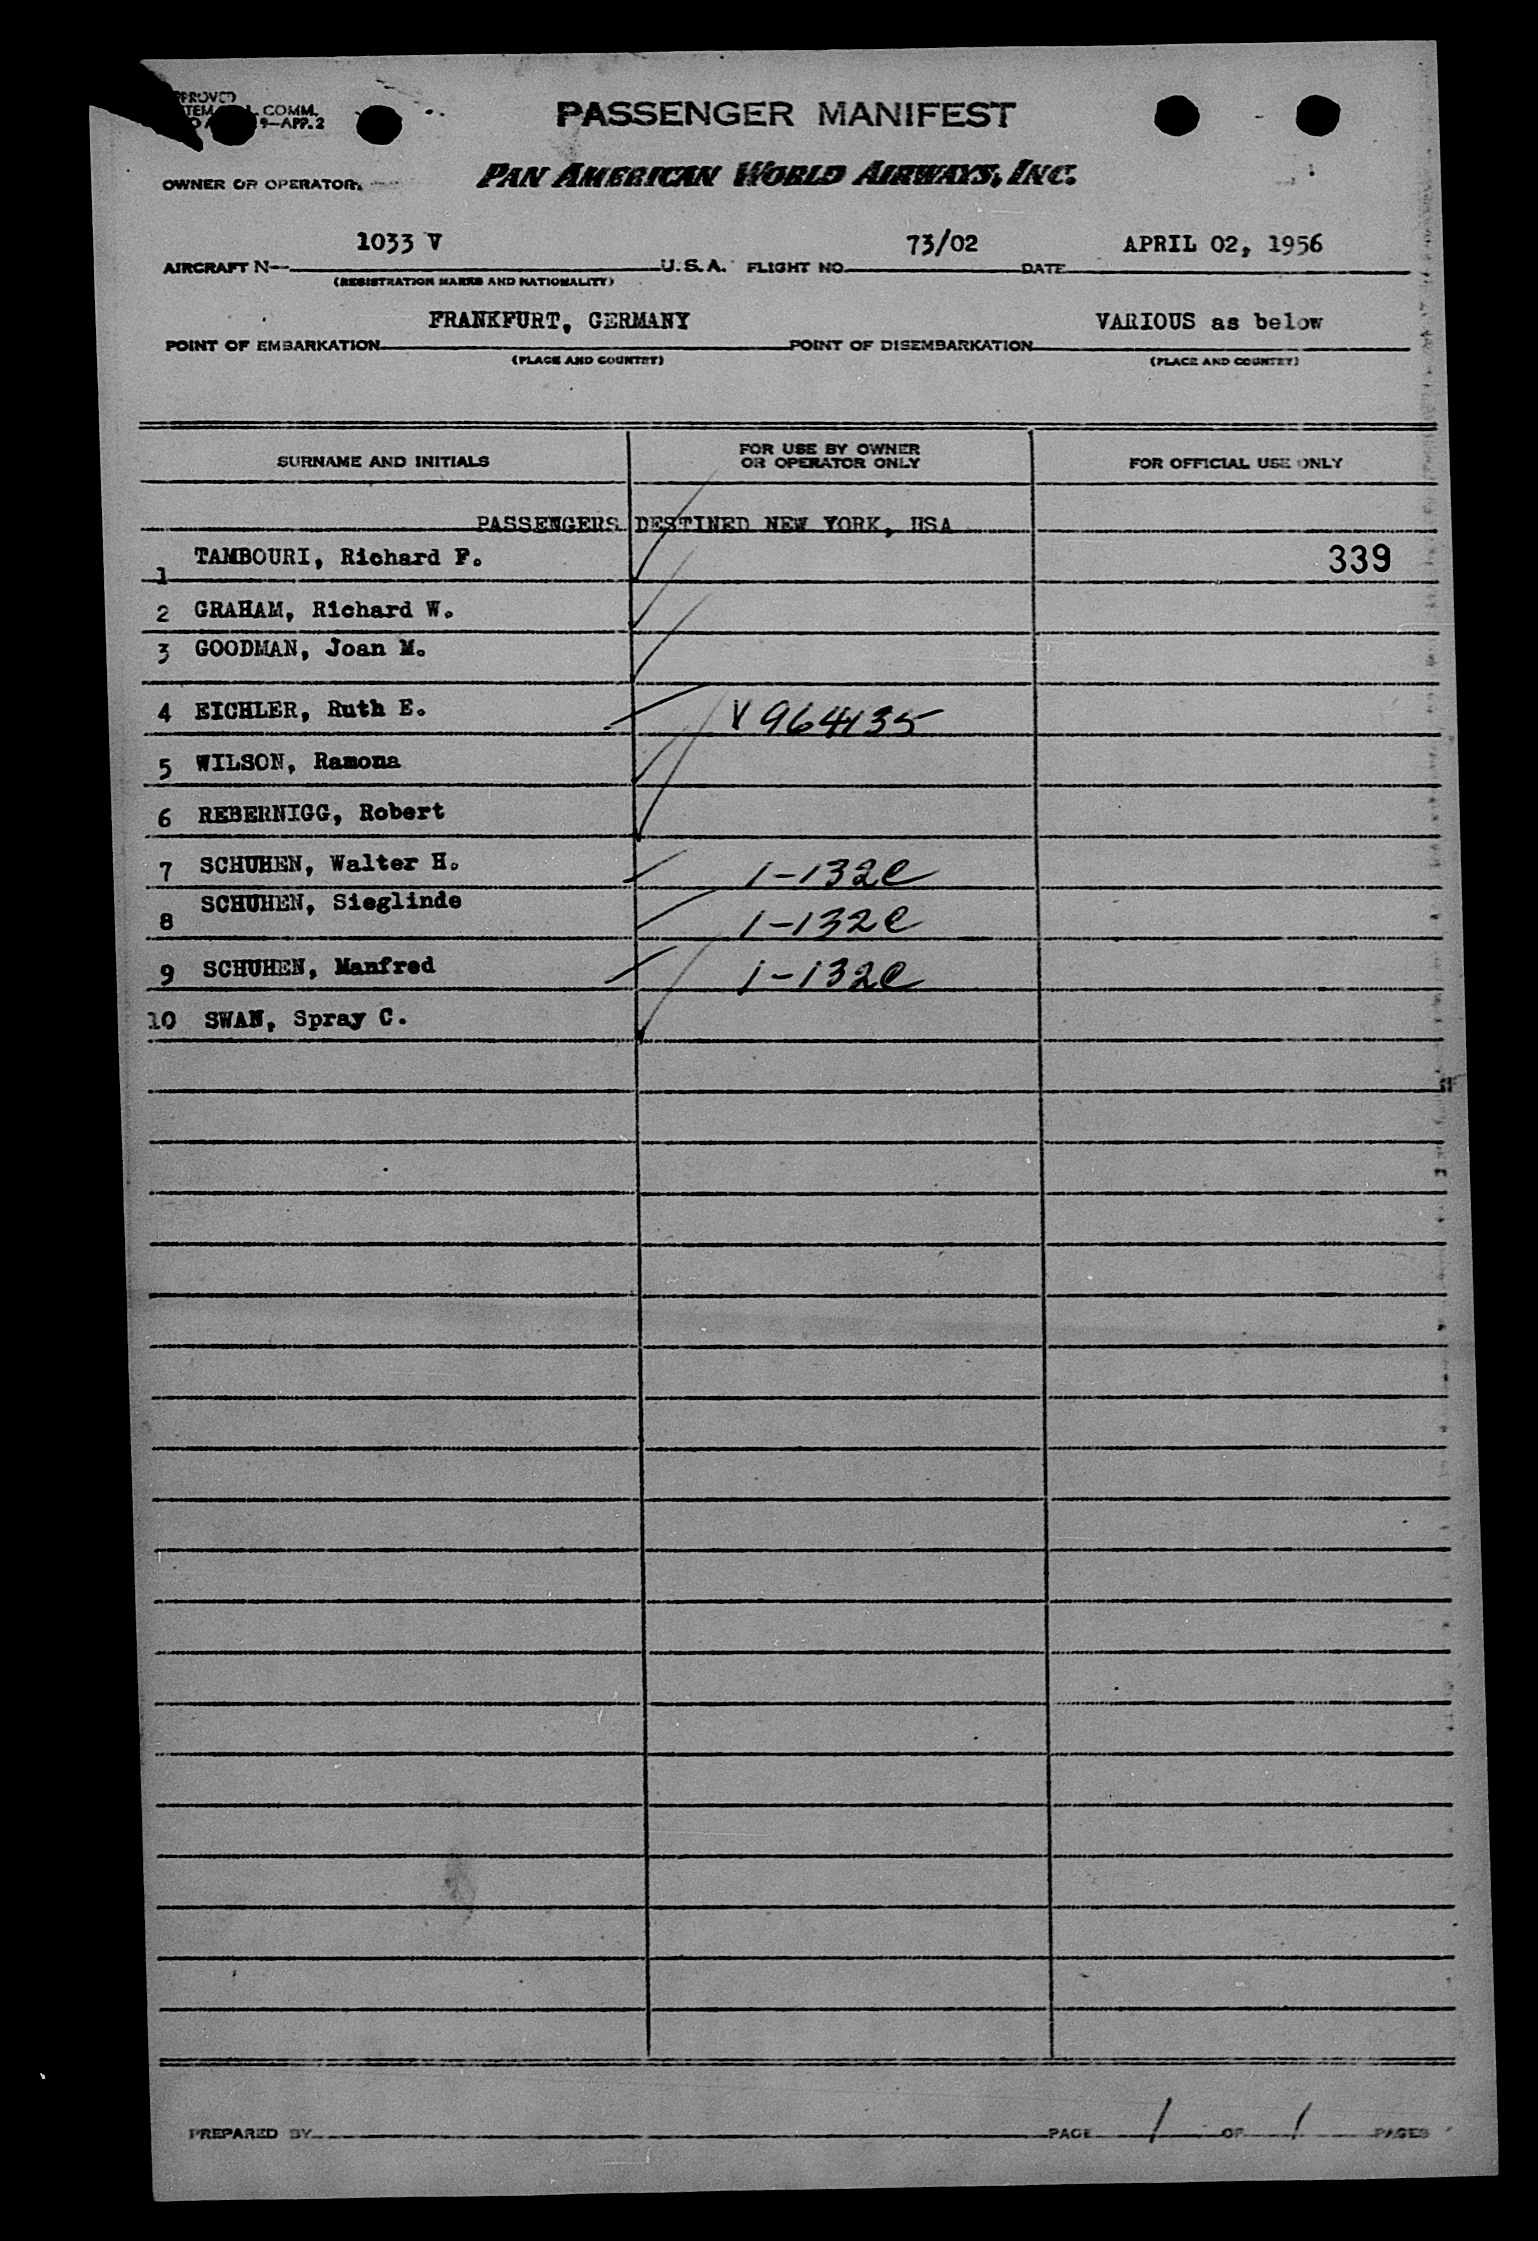 PASSENGER MANIFEST
COMM.
9—APP. 2
OWNER OR OPERATOR
PAN AMERICAN WORLD AIRWAYS, INC.
1033 V 73/02 APRIL 02, 1956
AIRCRAFT N— U.S.A. FLIGHT NO. DATE
(REGISTRATION MARKS AND NATIONALITY)
FRANKFURT, GERMANY VARIOUS as below
POINT OF EMBARKATION POINT OF DISEMBARKATION
(PLACE AND COUNTRY) (PLACE AND COUNTRY)
SURNAME AND INITIALS FOR USE BY OWNER OR OPERATOR ONLY FOR OFFICIAL USE ONLY
PASSENGERS DESTINED NEW YORK, USA
1 TAMBOURI, Richard F. 339
2 GRAHAM, Richard W.
3 GOODMAN, Joan M.
4 EICHLER, Ruth E. V964135
5 WILSON, Ramona
6 REBERNIGG, Robert
7 SCHUHEN, Walter H. 1-132e
8 SCHUHEN, Sieglinde 1-132e
9 SCHUHEN, Manfred 1-132e
10 SWAN, Spray C.
PREPARED BY PAGE 1 OF 1 PAGES